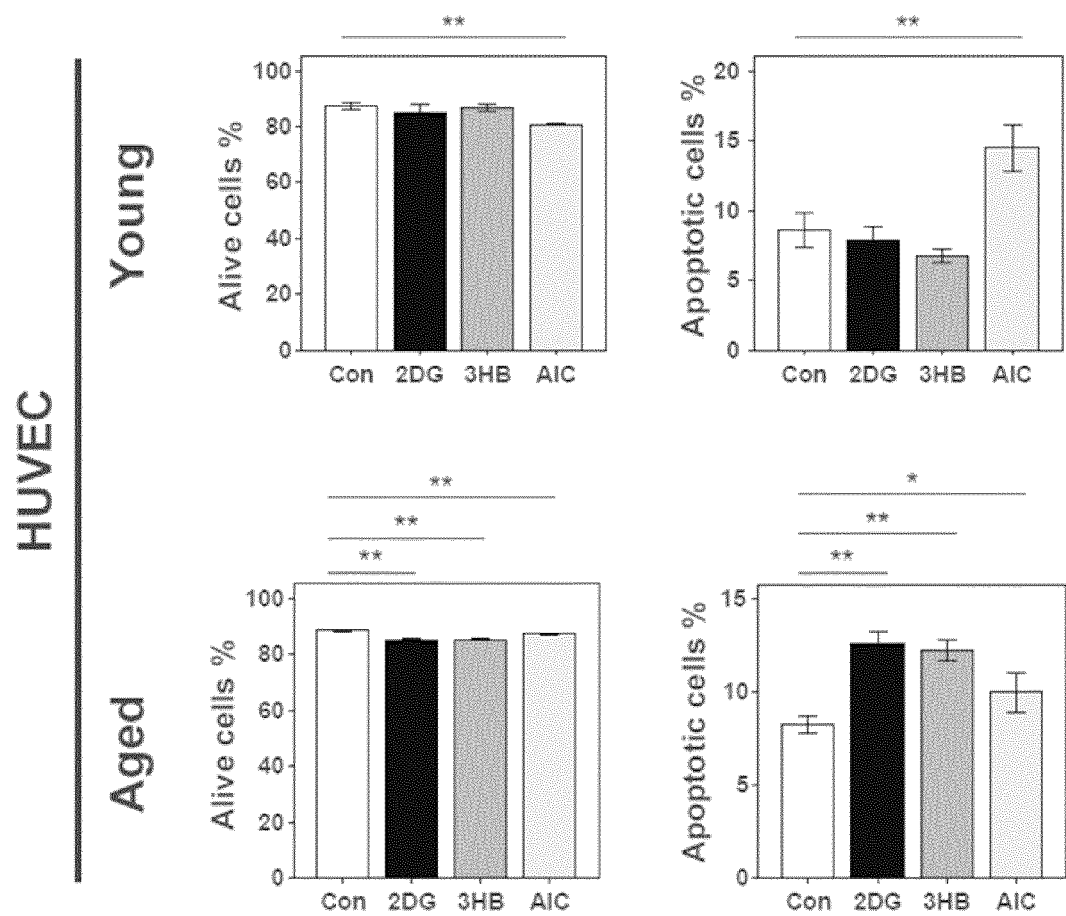 HUVEC
Young
**
Alive cells %
100
80
60
40
20
0
Con 2DG 3HB AIC
**
Apoptotic cells %
20
15
10
5
0
Con 2DG 3HB AIC
Aged
**
**
**
Alive cells %
100
80
60
40
20
0
Con 2DG 3HB AIC
*
**
**
Apoptotic cells %
15
10
5
0
Con 2DG 3HB AIC